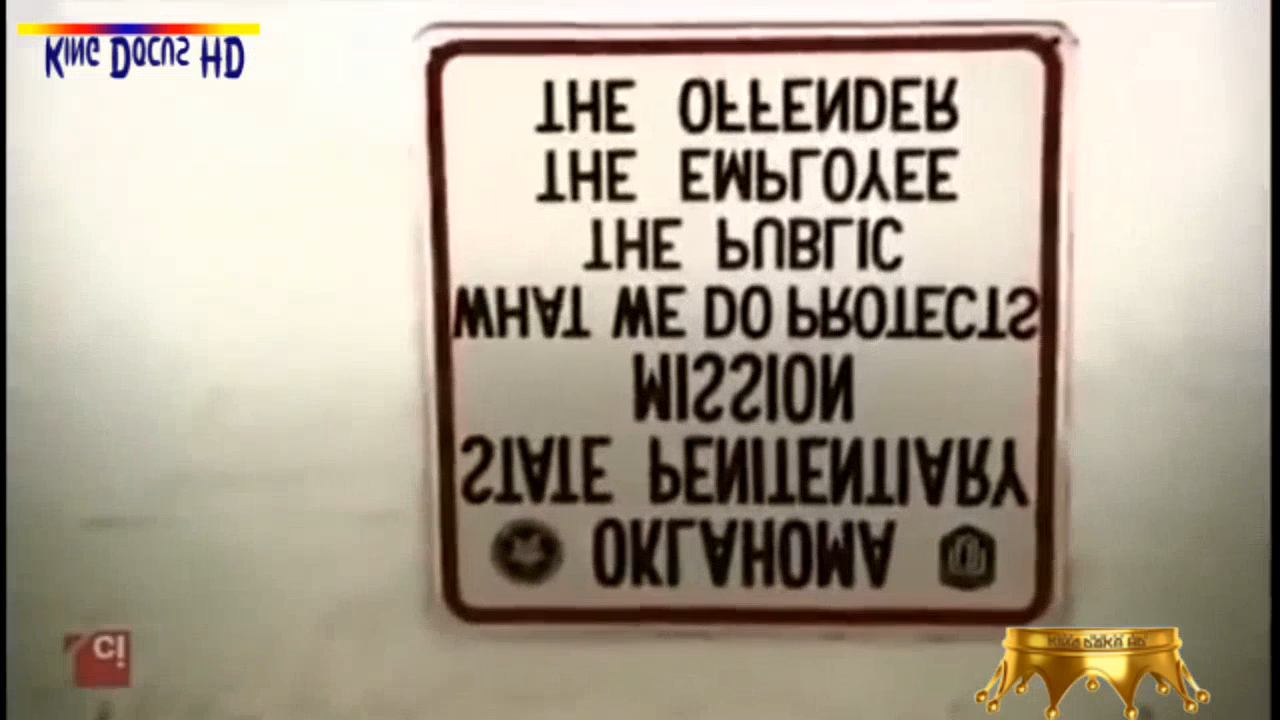 OKLAHOMA
STATE PENITENTIARY
MISSION
WHAT WE DO PROTECTS
THE PUBLIC
THE EMPLOYEE
THE OFFENDER
Ci
KING DOCUS HD